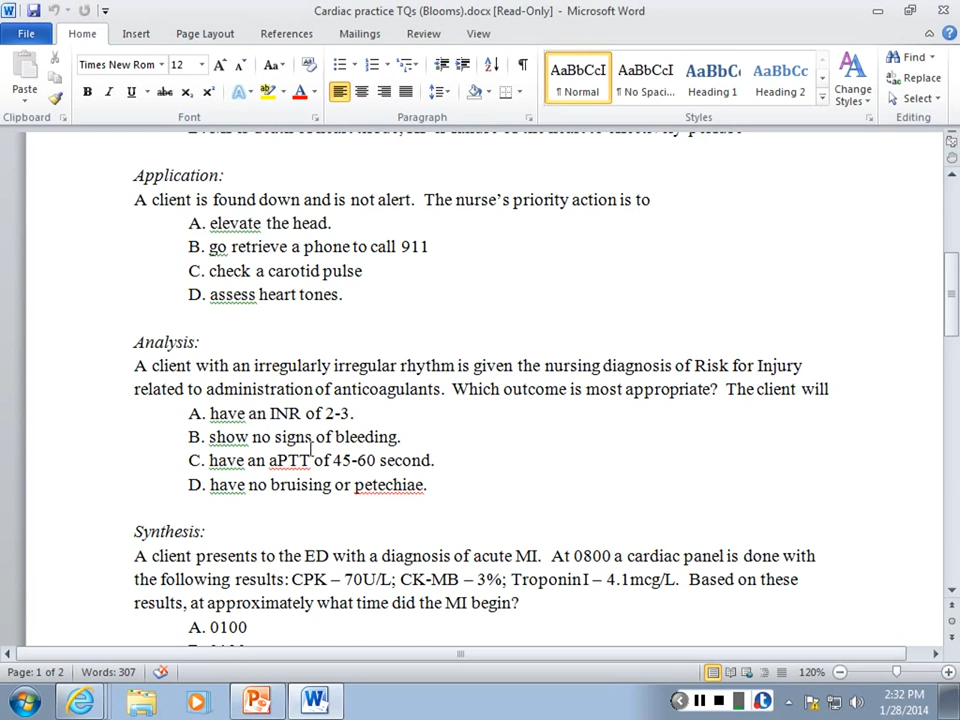 Cardiac practice TQs (Blooms).docx [Read-Only] - Microsoft Word
File Home Insert Page Layout References Mailings Review View
Times New Rom 12 Aa AaBbCcI AaBbCcI AaBbCc AaBbCc Find
Replace
Paste B I U abc x₂ x² A ab A ¶ Normal ¶ No Spaci... Heading 1 Heading 2 Change Styles Select
Clipboard Font Paragraph Styles Editing
Application:
A client is found down and is not alert. The nurse's priority action is to
A. elevate the head.
B. go retrieve a phone to call 911
C. check a carotid pulse
D. assess heart tones.
Analysis:
A client with an irregularly irregular rhythm is given the nursing diagnosis of Risk for Injury
related to administration of anticoagulants. Which outcome is most appropriate? The client will
A. have an INR of 2-3.
B. show no signs of bleeding.
C. have an aPTT of 45-60 second.
D. have no bruising or petechiae.
Synthesis:
A client presents to the ED with a diagnosis of acute MI. At 0800 a cardiac panel is done with
the following results: CPK – 70U/L; CK-MB – 3%; Troponin I – 4.1mcg/L. Based on these
results, at approximately what time did the MI begin?
A. 0100
Page: 1 of 2 Words: 307 120%
2:32 PM
1/28/2014